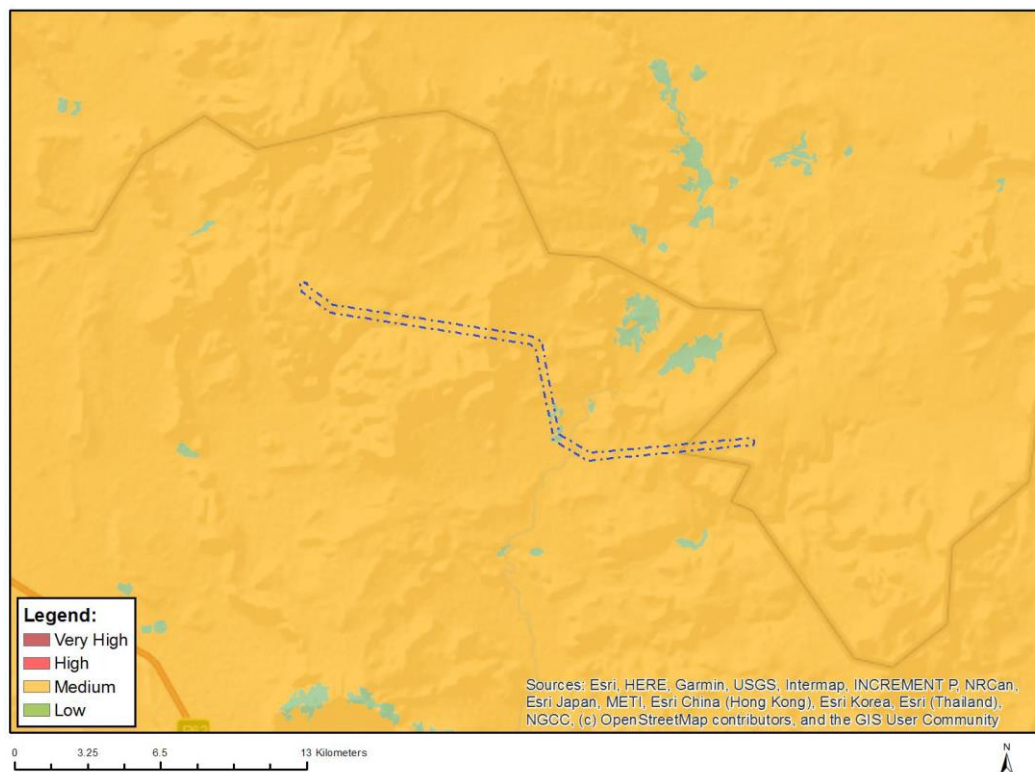 Legend:
Very High
High
Medium
Low
Sources: Esri, HERE, Garmin, USGS, Intermap, INCREMENT P, NRCan,
Esri Japan, METI, Esri China (Hong Kong), Esri Korea, Esri (Thailand),
NGCC, (c) OpenStreetMap contributors, and the GIS User Community
0 3.25 6.5 13 Kilometers
N